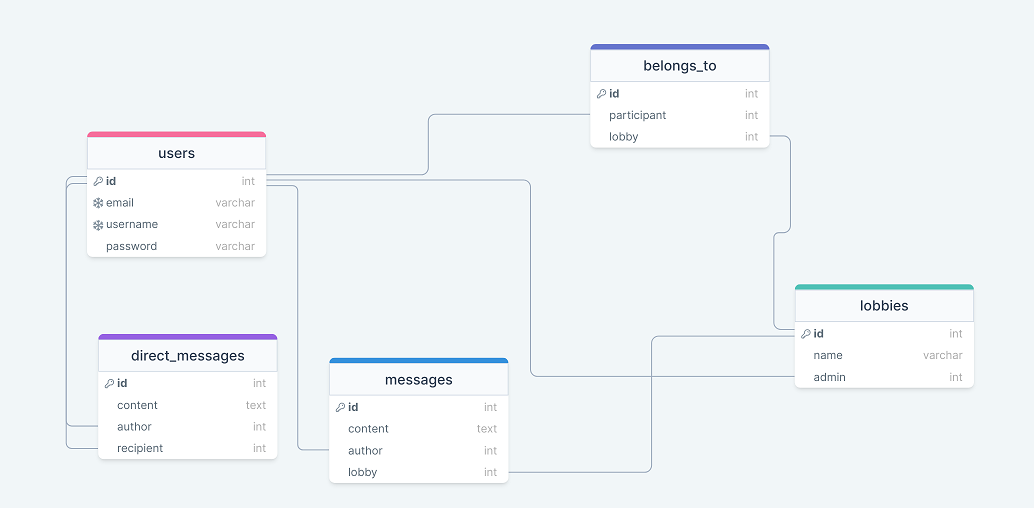 belongs_to
id int
participant int
lobby int
users
id int
email varchar
username varchar
password varchar
lobbies
id int
name varchar
admin int
direct_messages
id int
content text
author int
recipient int
messages
id int
content text
author int
lobby int